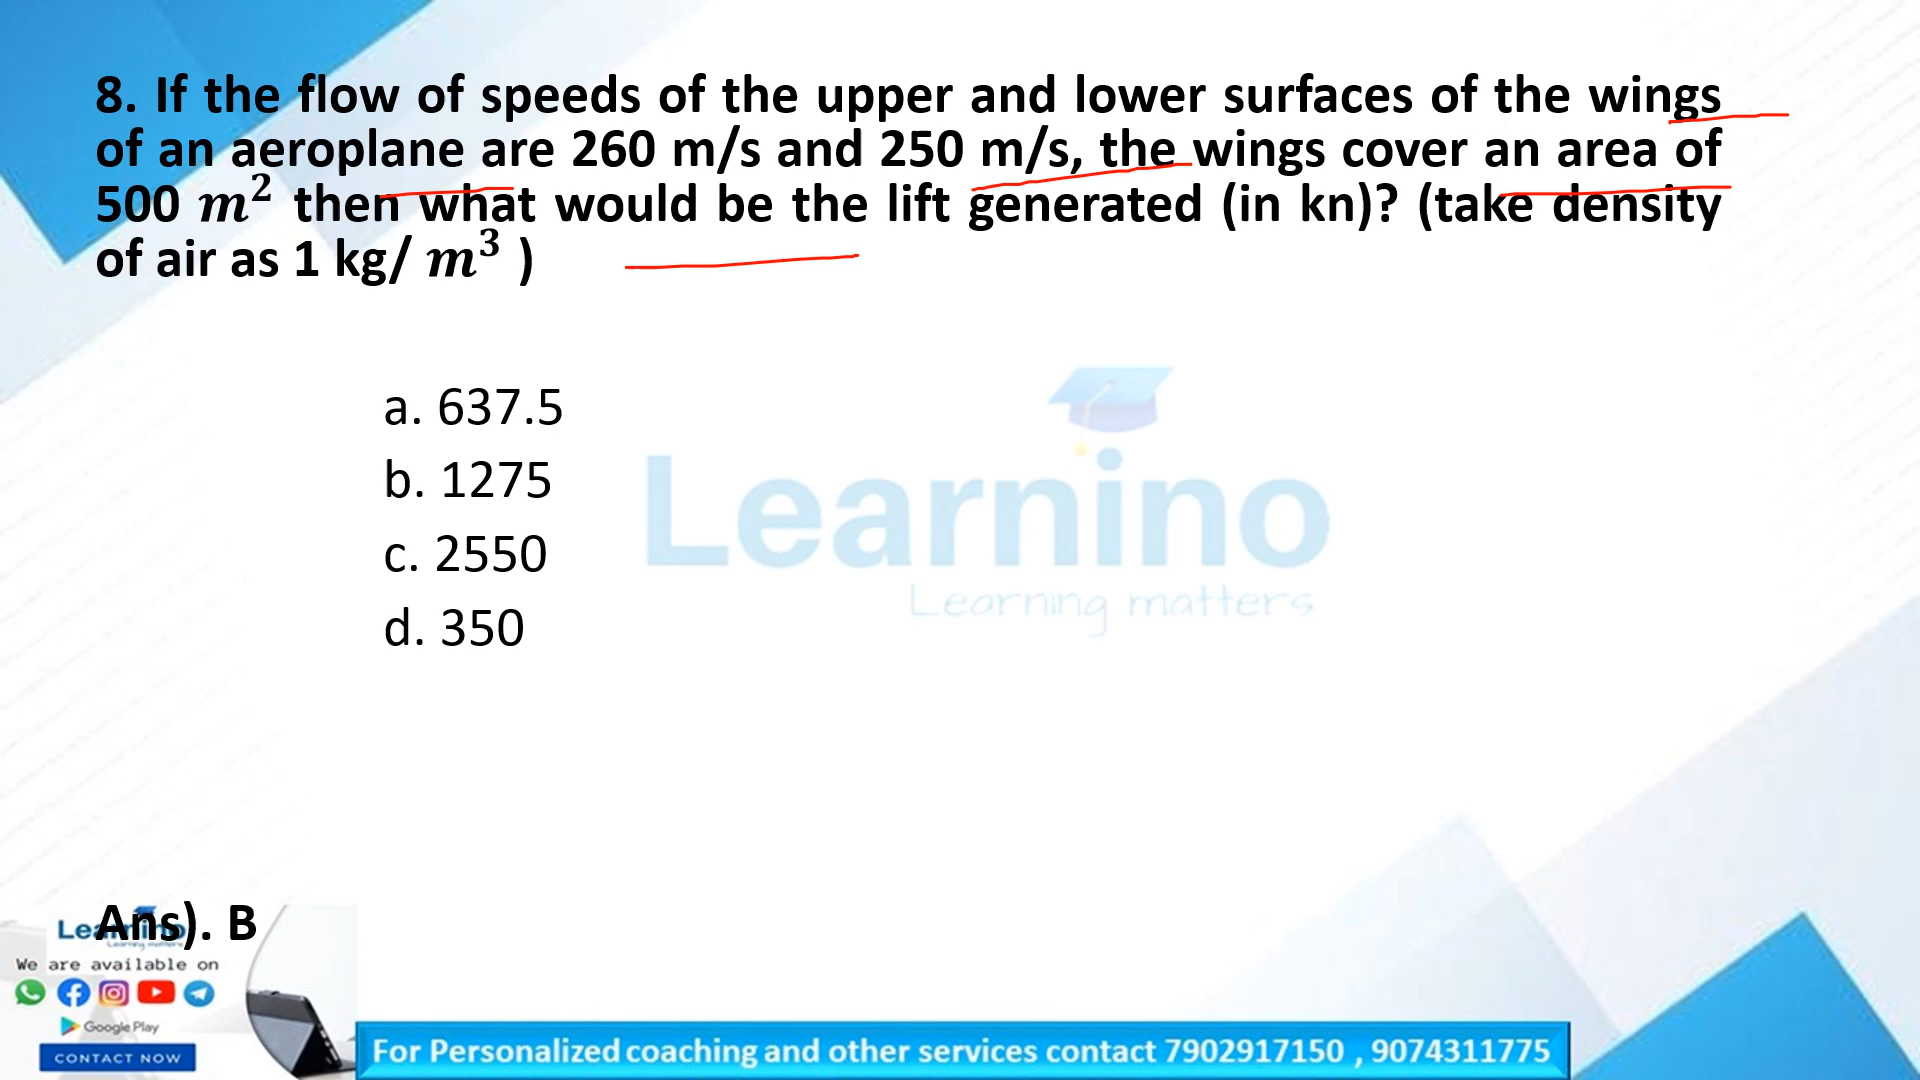 8. If the flow of speeds of the upper and lower surfaces of the wings
of an aeroplane are 260 m/s and 250 m/s, the wings cover an area of
500 m² then what would be the lift generated (in kn)? (take density
of air as 1 kg/ m³ )
a. 637.5
b. 1275
c. 2550
d. 350
Learnino
Learning matters
Ans). B
Learnino
Learning matters
We are available on
Google Play
CONTACT NOW
For Personalized coaching and other services contact 7902917150 , 9074311775